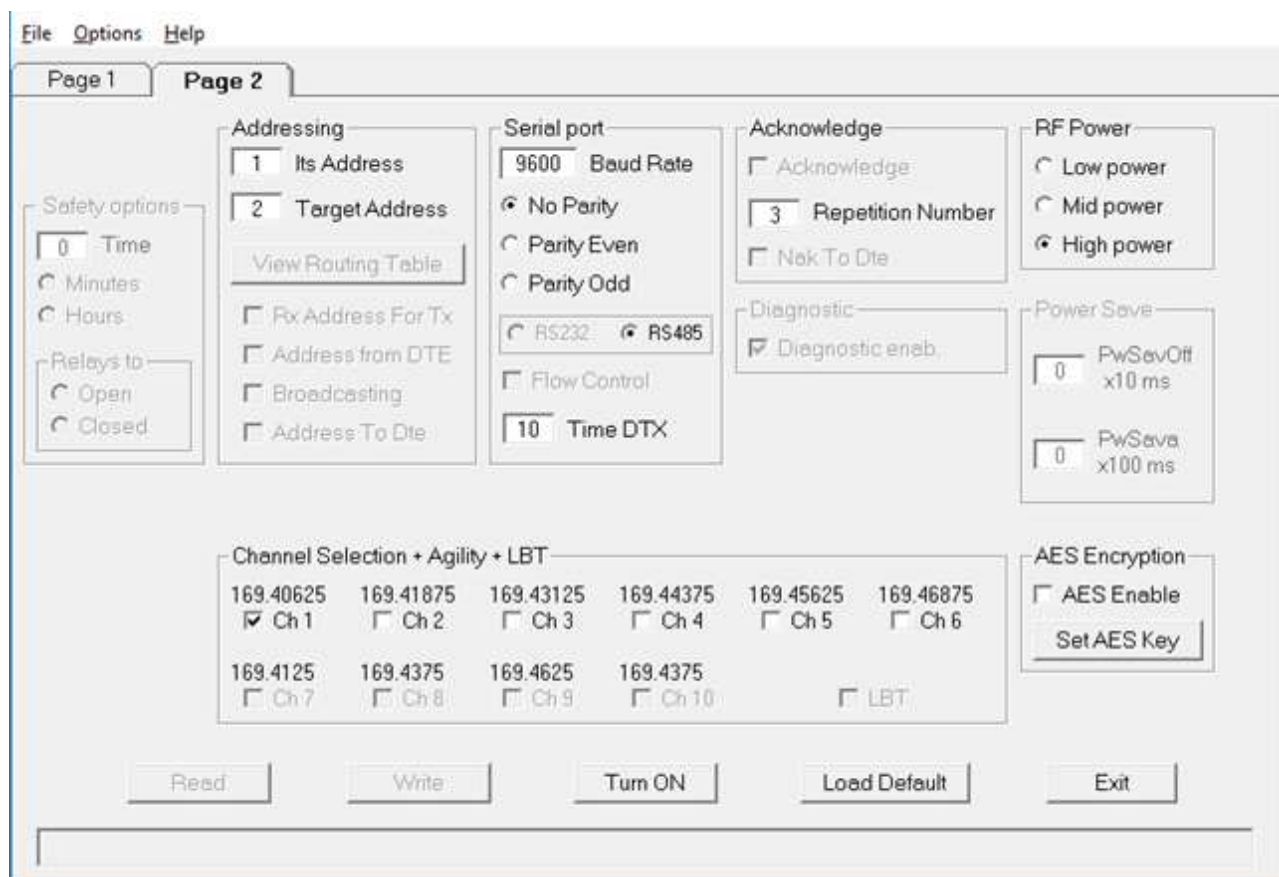 File Options Help
Page 1 Page 2
Safety options
0 Time
Minutes
Hours
Relays to
Open
Closed
Addressing
1 Its Address
2 Target Address
View Routing Table
Rx Address For Tx
Address from DTE
Broadcasting
Address To Dte
Serial port
9600 Baud Rate
No Parity
Parity Even
Parity Odd
RS232 RS485
Flow Control
10 Time DTX
Acknowledge
Acknowledge
3 Repetition Number
Nak To Dte
Diagnostic
Diagnostic enab.
RF Power
Low power
Mid power
High power
Power Save
0 PwSavOff
x10 ms
0 PwSava
x100 ms
Channel Selection + Agility + LBT
169.40625 169.41875 169.43125 169.44375 169.45625 169.46875
Ch 1 Ch 2 Ch 3 Ch 4 Ch 5 Ch 6
169.4125 169.4375 169.4625 169.4375
Ch 7 Ch 8 Ch 9 Ch 10 LBT
AES Encryption
AES Enable
Set AES Key
Read Write Turn ON Load Default Exit